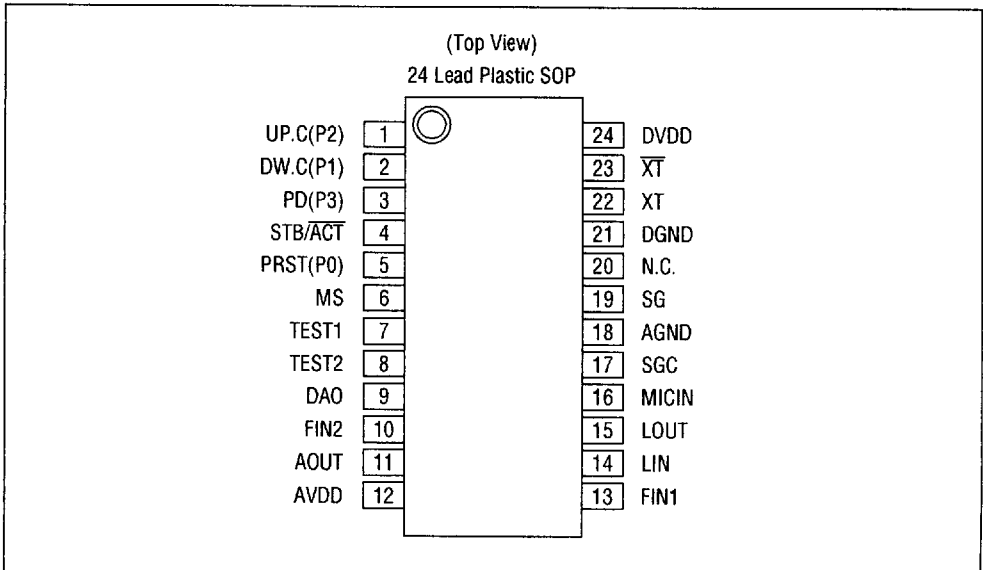 (Top View)
24 Lead Plastic SOP
UP.C(P2) 1 24 DVDD
DW.C(P1) 2 23 X̅T̅
PD(P3) 3 22 XT
STB/A̅C̅T̅ 4 21 DGND
PRST(P0) 5 20 N.C.
MS 6 19 SG
TEST1 7 18 AGND
TEST2 8 17 SGC
DAO 9 16 MICIN
FIN2 10 15 LOUT
AOUT 11 14 LIN
AVDD 12 13 FIN1